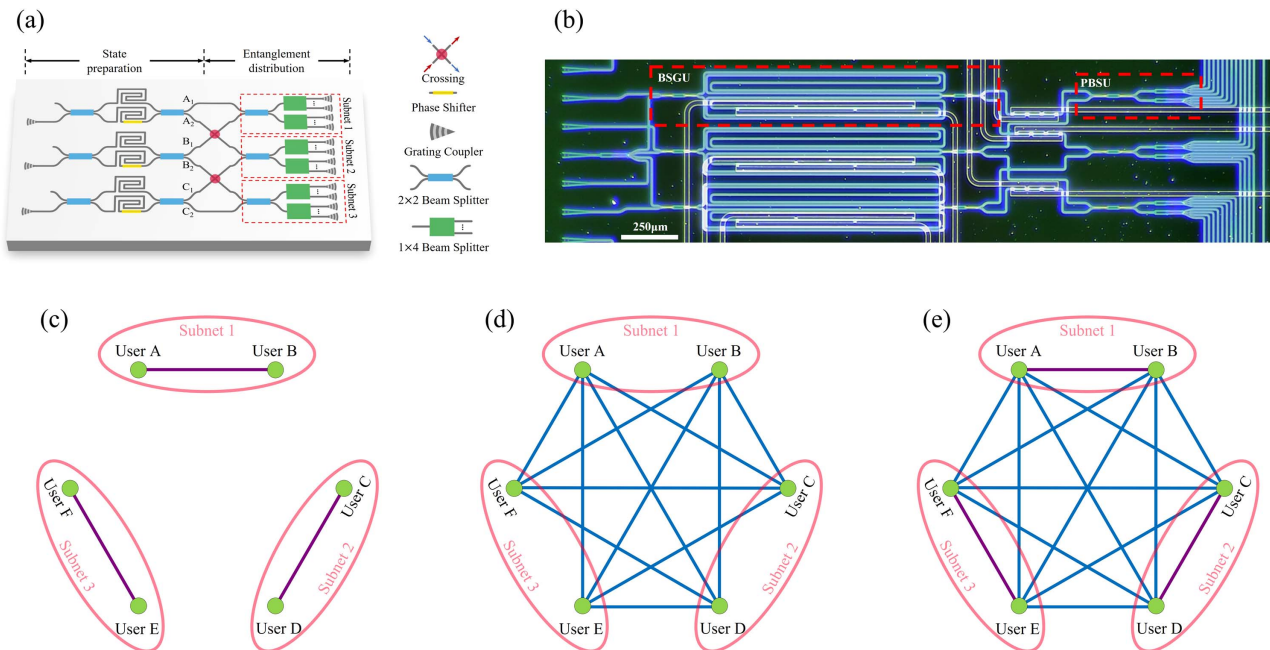 (a)
State
preparation
Entanglement
distribution
A1
A2
B1
B2
C1
C2
Subnet 1
Subnet 2
Subnet 3
Crossing
Phase Shifter
Grating Coupler
2×2 Beam Splitter
1×4 Beam Splitter
(b)
BSGU
PBSU
250μm
(c)
Subnet 1
User A
User B
User F
User C
Subnet 3
Subnet 2
User E
User D
(d)
Subnet 1
User A
User B
User F
User C
Subnet 3
Subnet 2
User E
User D
(e)
Subnet 1
User A
User B
User F
User C
Subnet 3
Subnet 2
User E
User D